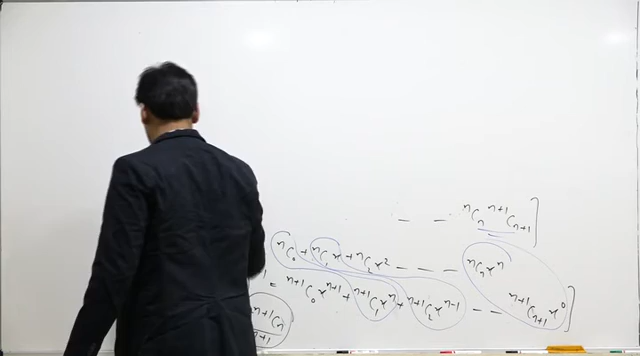 – – ⁿCₙ ⁿ⁺¹Cₙ₊₁ ]
ⁿC₀ + ⁿC₁x + ⁿC₂x² – – – ⁿCₙxⁿ
= ⁿ⁺¹C₀xⁿ⁺¹ + ⁿ⁺¹C₁xⁿ + ⁿ⁺¹C₂xⁿ⁻¹ – – ⁿ⁺¹Cₙ₊₁x⁰ ]